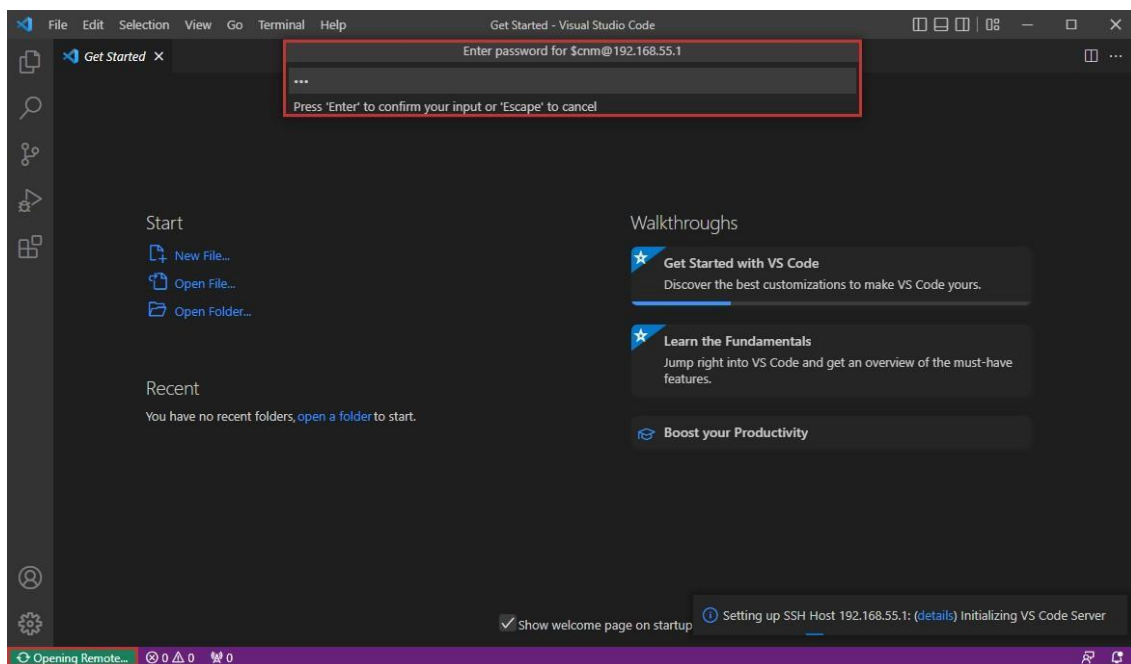 File Edit Selection View Go Terminal Help
Get Started - Visual Studio Code
Get Started
Enter password for $cnm@192.168.55.1
•••
Press 'Enter' to confirm your input or 'Escape' to cancel
Start
New File...
Open File...
Open Folder...
Recent
You have no recent folders, open a folder to start.
Walkthroughs
Get Started with VS Code
Discover the best customizations to make VS Code yours.
Learn the Fundamentals
Jump right into VS Code and get an overview of the must-have
features.
Boost your Productivity
Show welcome page on startup
Setting up SSH Host 192.168.55.1: (details) Initializing VS Code Server
Opening Remote... 0 0 0